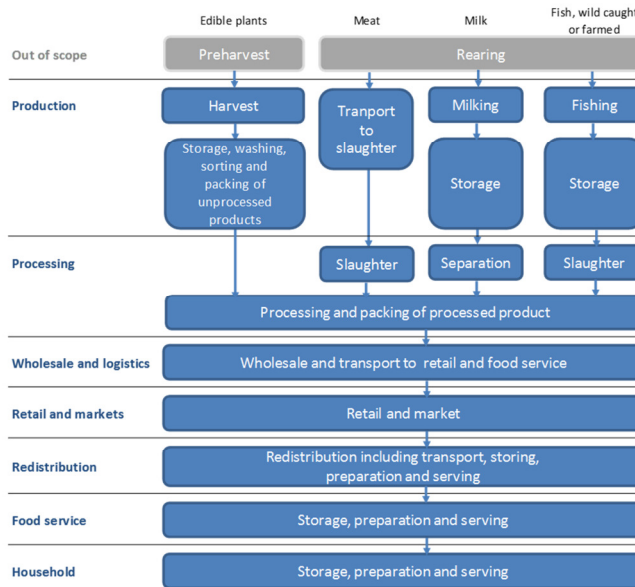 Edible plants
Meat
Milk
Fish, wild caught
or farmed
Out of scope
Preharvest
Rearing
Production
Harvest
Tranport
to
slaughter
Milking
Fishing
Storage, washing,
sorting and
packing of
unprocessed
products
Storage
Storage
Processing
Slaughter
Separation
Slaughter
Processing and packing of processed product
Wholesale and logistics
Wholesale and transport to retail and food service
Retail and markets
Retail and market
Redistribution
Redistribution including transport, storing,
preparation and serving
Food service
Storage, preparation and serving
Household
Storage, preparation and serving